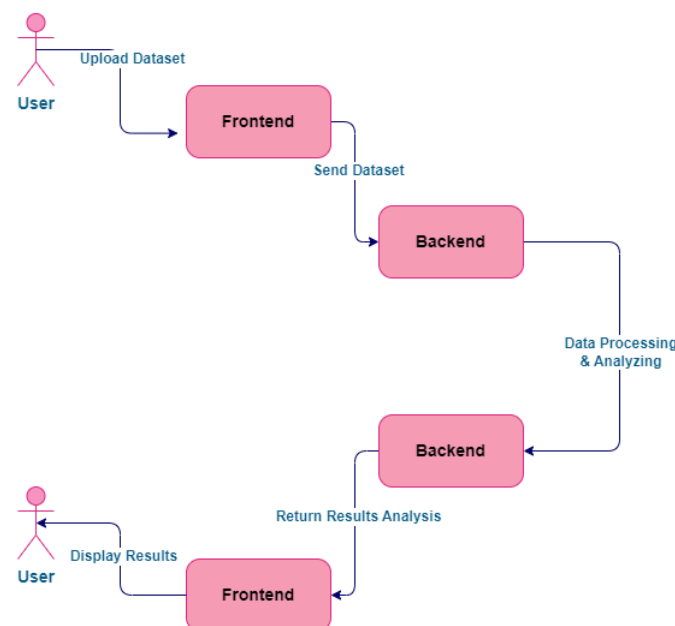 Upload Dataset
User
Frontend
Send Dataset
Backend
Data Processing
& Analyzing
Backend
Return Results Analysis
Display Results
User
Frontend